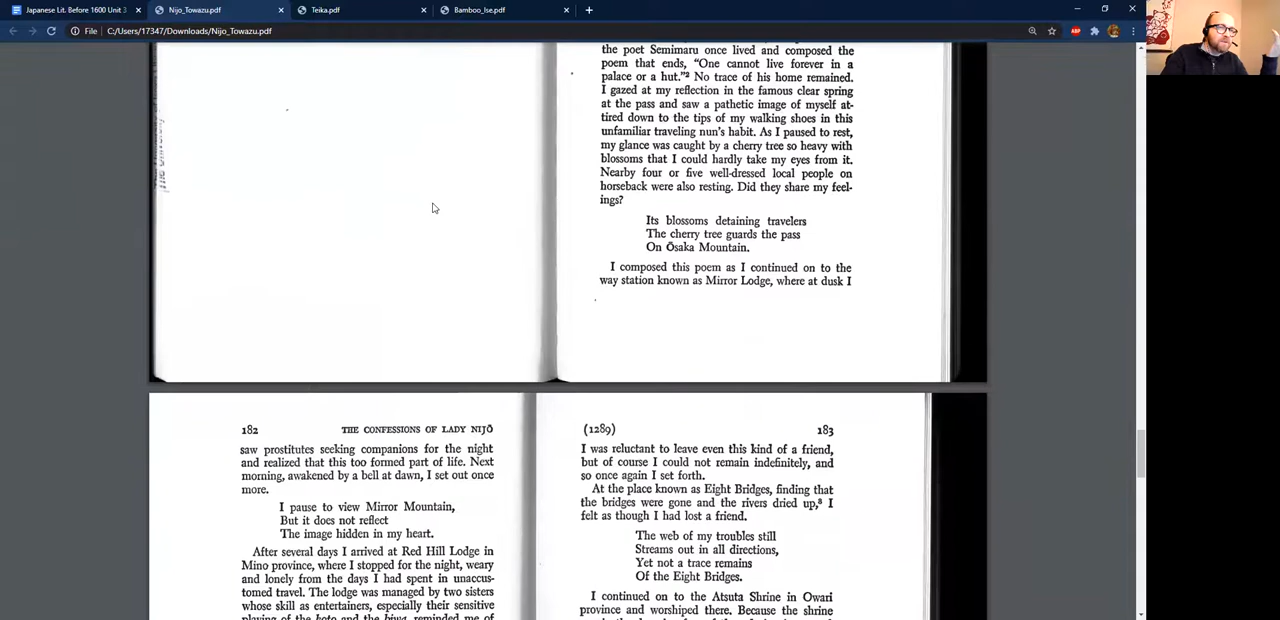 Japanese Lit. Before 1600 Unit 3
Nijo_Towazu.pdf
Teika.pdf
Bamboo_Ise.pdf
File
C:/Users/17347/Downloads/Nijo_Towazu.pdf
ABP
the poet Semimaru once lived and composed the
poem that ends, “One cannot live forever in a
palace or a hut.”² No trace of his home remained.
I gazed at my reflection in the famous clear spring
at the pass and saw a pathetic image of myself at-
tired down to the tips of my walking shoes in this
unfamiliar traveling nun's habit. As I paused to rest,
my glance was caught by a cherry tree so heavy with
blossoms that I could hardly take my eyes from it.
Nearby four or five well-dressed local people on
horseback were also resting. Did they share my feel-
ings?
Its blossoms detaining travelers
The cherry tree guards the pass
On Ōsaka Mountain.
I composed this poem as I continued on to the
way station known as Mirror Lodge, where at dusk I
182 THE CONFESSIONS OF LADY NIJŌ
saw prostitutes seeking companions for the night
and realized that this too formed part of life. Next
morning, awakened by a bell at dawn, I set out once
more.
I pause to view Mirror Mountain,
But it does not reflect
The image hidden in my heart.
After several days I arrived at Red Hill Lodge in
Mino province, where I stopped for the night, weary
and lonely from the days I had spent in unaccus-
tomed travel. The lodge was managed by two sisters
whose skill as entertainers, especially their sensitive
playing of the koto and the biwa, reminded me of
(1289) 183
I was reluctant to leave even this kind of a friend,
but of course I could not remain indefinitely, and
so once again I set forth.
At the place known as Eight Bridges, finding that
the bridges were gone and the rivers dried up,³ I
felt as though I had lost a friend.
The web of my troubles still
Streams out in all directions,
Yet not a trace remains
Of the Eight Bridges.
I continued on to the Atsuta Shrine in Owari
province and worshiped there. Because the shrine